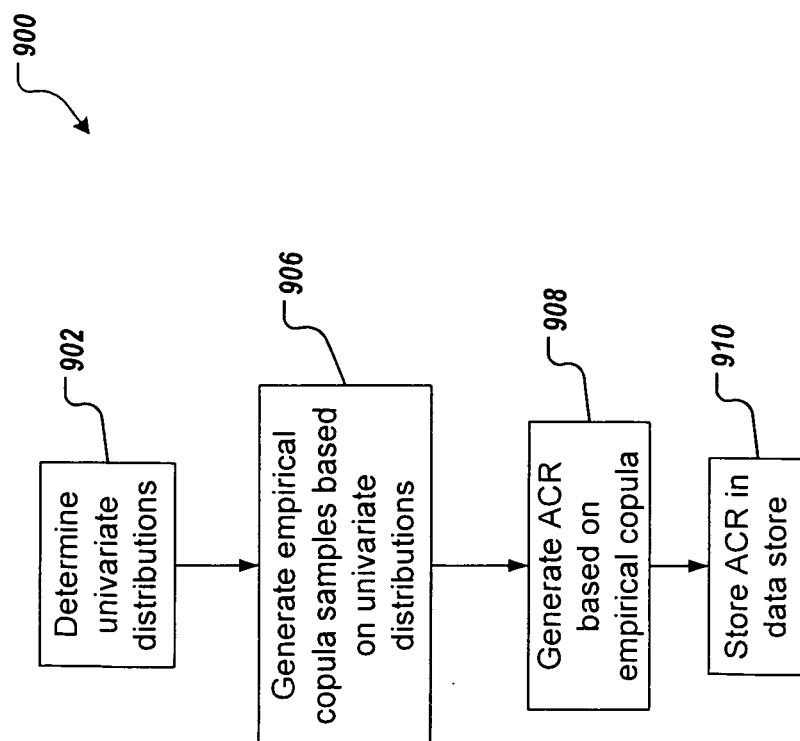 900
902
Determine
univariate
distributions
906
Generate empirical
copula samples based
on univariate
distributions
908
Generate ACR
based on
empirical copula
910
Store ACR in
data store